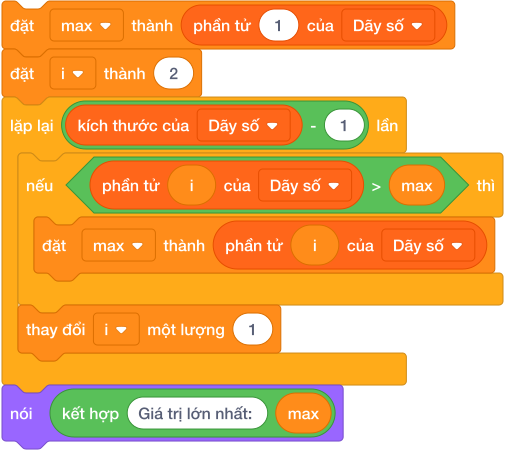 đặt max thành phần tử 1 của Dãy số
đặt i thành 2
lặp lại kích thước của Dãy số - 1 lần
nếu phần tử i của Dãy số > max thì
đặt max thành phần tử i của Dãy số
thay đổi i một lượng 1
nói kết hợp Giá trị lớn nhất: max